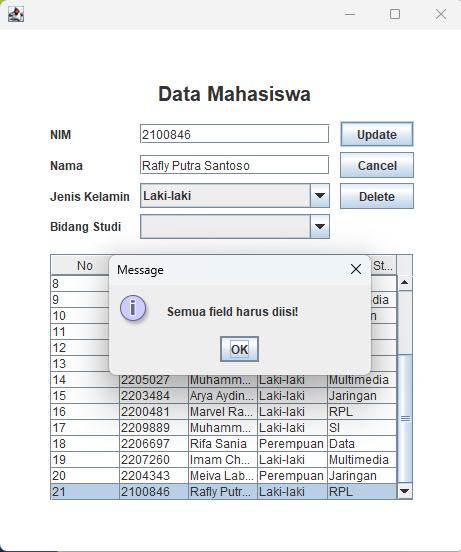 Data Mahasiswa
NIM 2100846 Update
Nama Rafly Putra Santoso Cancel
Jenis Kelamin Laki-laki Delete
Bidang Studi
No St...
Message
Semua field harus diisi!
OK
8
9 dia
10 n
11
12
13
14 2205027 Muhamm... Laki-laki Multimedia
15 2203484 Arya Aydin... Laki-laki Jaringan
16 2200481 Marvel Ra... Laki-laki RPL
17 2209889 Muhamm... Laki-laki SI
18 2206697 Rifa Sania Perempuan Data
19 2207260 Imam Ch... Laki-laki Multimedia
20 2204343 Meiva Lab... Perempuan Jaringan
21 2100846 Rafly Putr... Laki-laki RPL